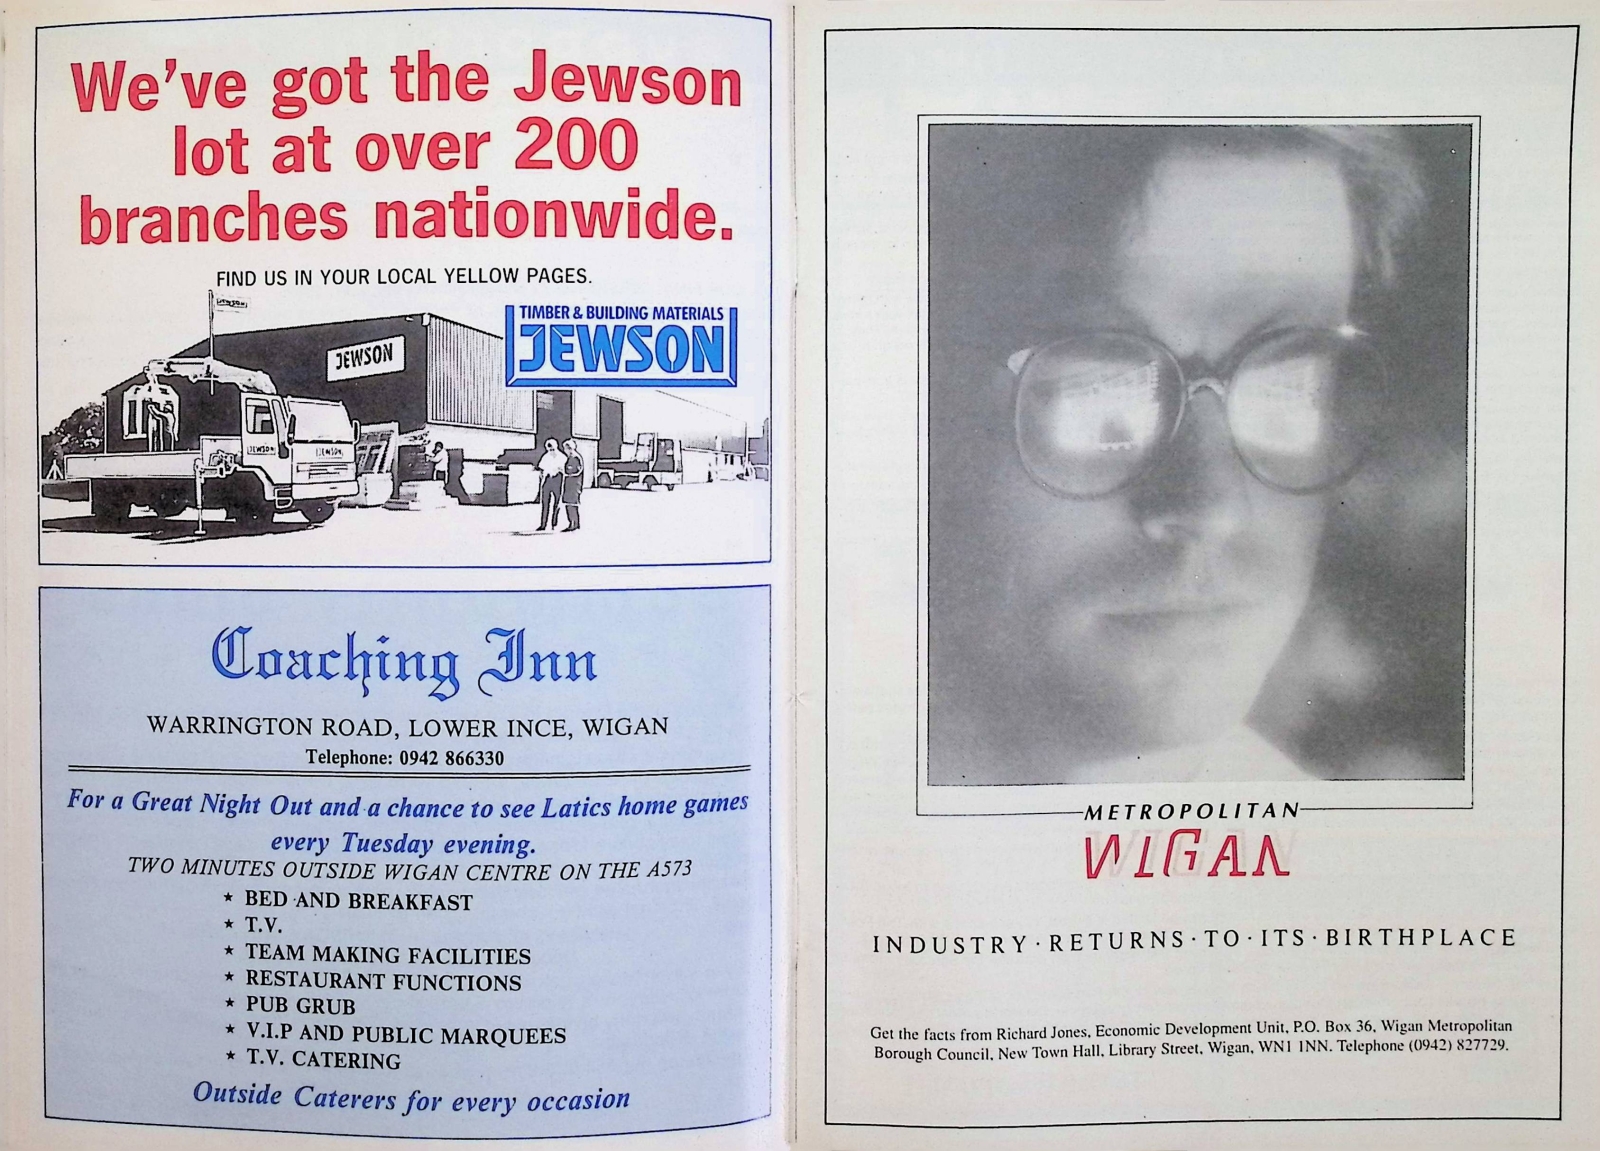 We've got the Jewson
lot at over 200
branches nationwide.
FIND US IN YOUR LOCAL YELLOW PAGES.
JEWSON
TIMBER & BUILDING MATERIALS
JEWSON
JEWSON
JEWSON
JEWSON
Coaching Inn
WARRINGTON ROAD, LOWER INCE, WIGAN
Telephone: 0942 866330
For a Great Night Out and a chance to see Latics home games
every Tuesday evening.
TWO MINUTES OUTSIDE WIGAN CENTRE ON THE A573
★ BED AND BREAKFAST
★ T.V.
★ TEAM MAKING FACILITIES
★ RESTAURANT FUNCTIONS
★ PUB GRUB
★ V.I.P AND PUBLIC MARQUEES
★ T.V. CATERING
Outside Caterers for every occasion
METROPOLITAN
WIGAN
INDUSTRY·RETURNS·TO·ITS·BIRTHPLACE
Get the facts from Richard Jones, Economic Development Unit, P.O. Box 36, Wigan Metropolitan
Borough Council, New Town Hall, Library Street, Wigan, WN1 1NN. Telephone (0942) 827729.